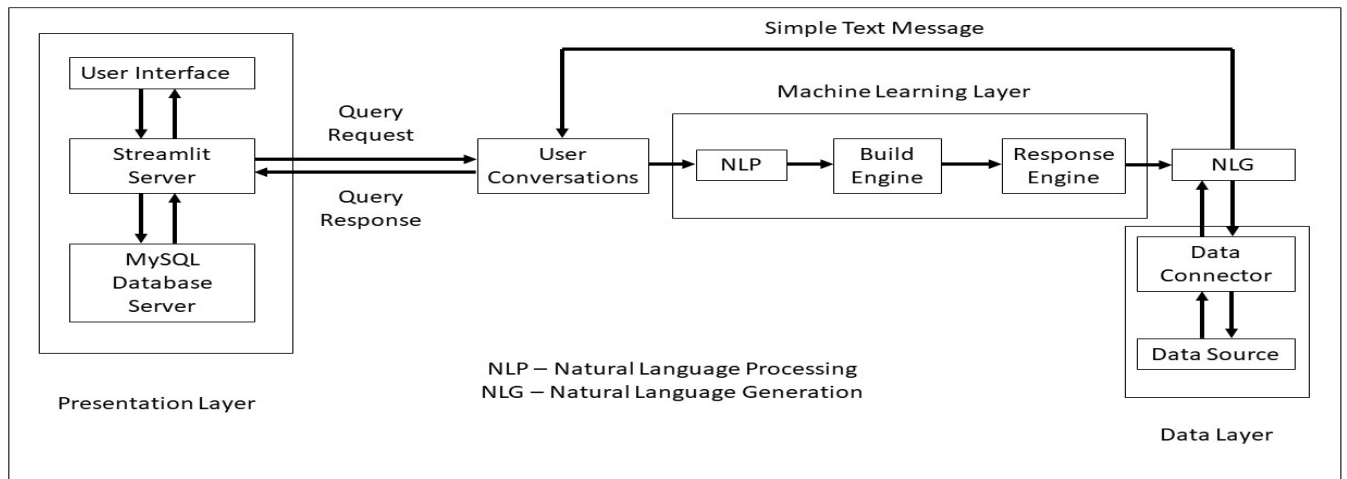 Simple Text Message
User Interface
Machine Learning Layer
Query
Request
Streamlit
Server
User
Conversations
NLP
Build
Engine
Response
Engine
NLG
Query
Response
MySQL
Database
Server
Data
Connector
Data Source
NLP – Natural Language Processing
NLG – Natural Language Generation
Presentation Layer
Data Layer